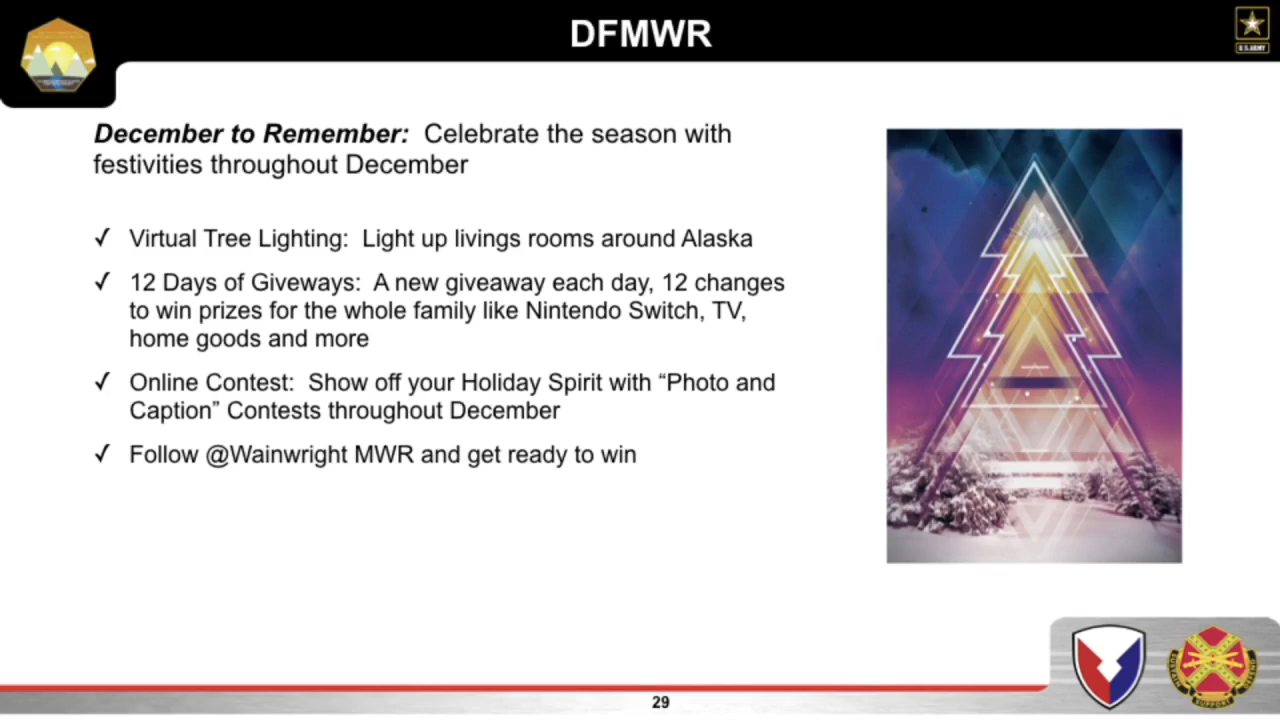 DFMWR
U.S. ARMY
December to Remember: Celebrate the season with
festivities throughout December
✓ Virtual Tree Lighting: Light up livings rooms around Alaska
✓ 12 Days of Giveways: A new giveaway each day, 12 changes
to win prizes for the whole family like Nintendo Switch, TV,
home goods and more
✓ Online Contest: Show off your Holiday Spirit with “Photo and
Caption” Contests throughout December
✓ Follow @Wainwright MWR and get ready to win
SUPPORT
29